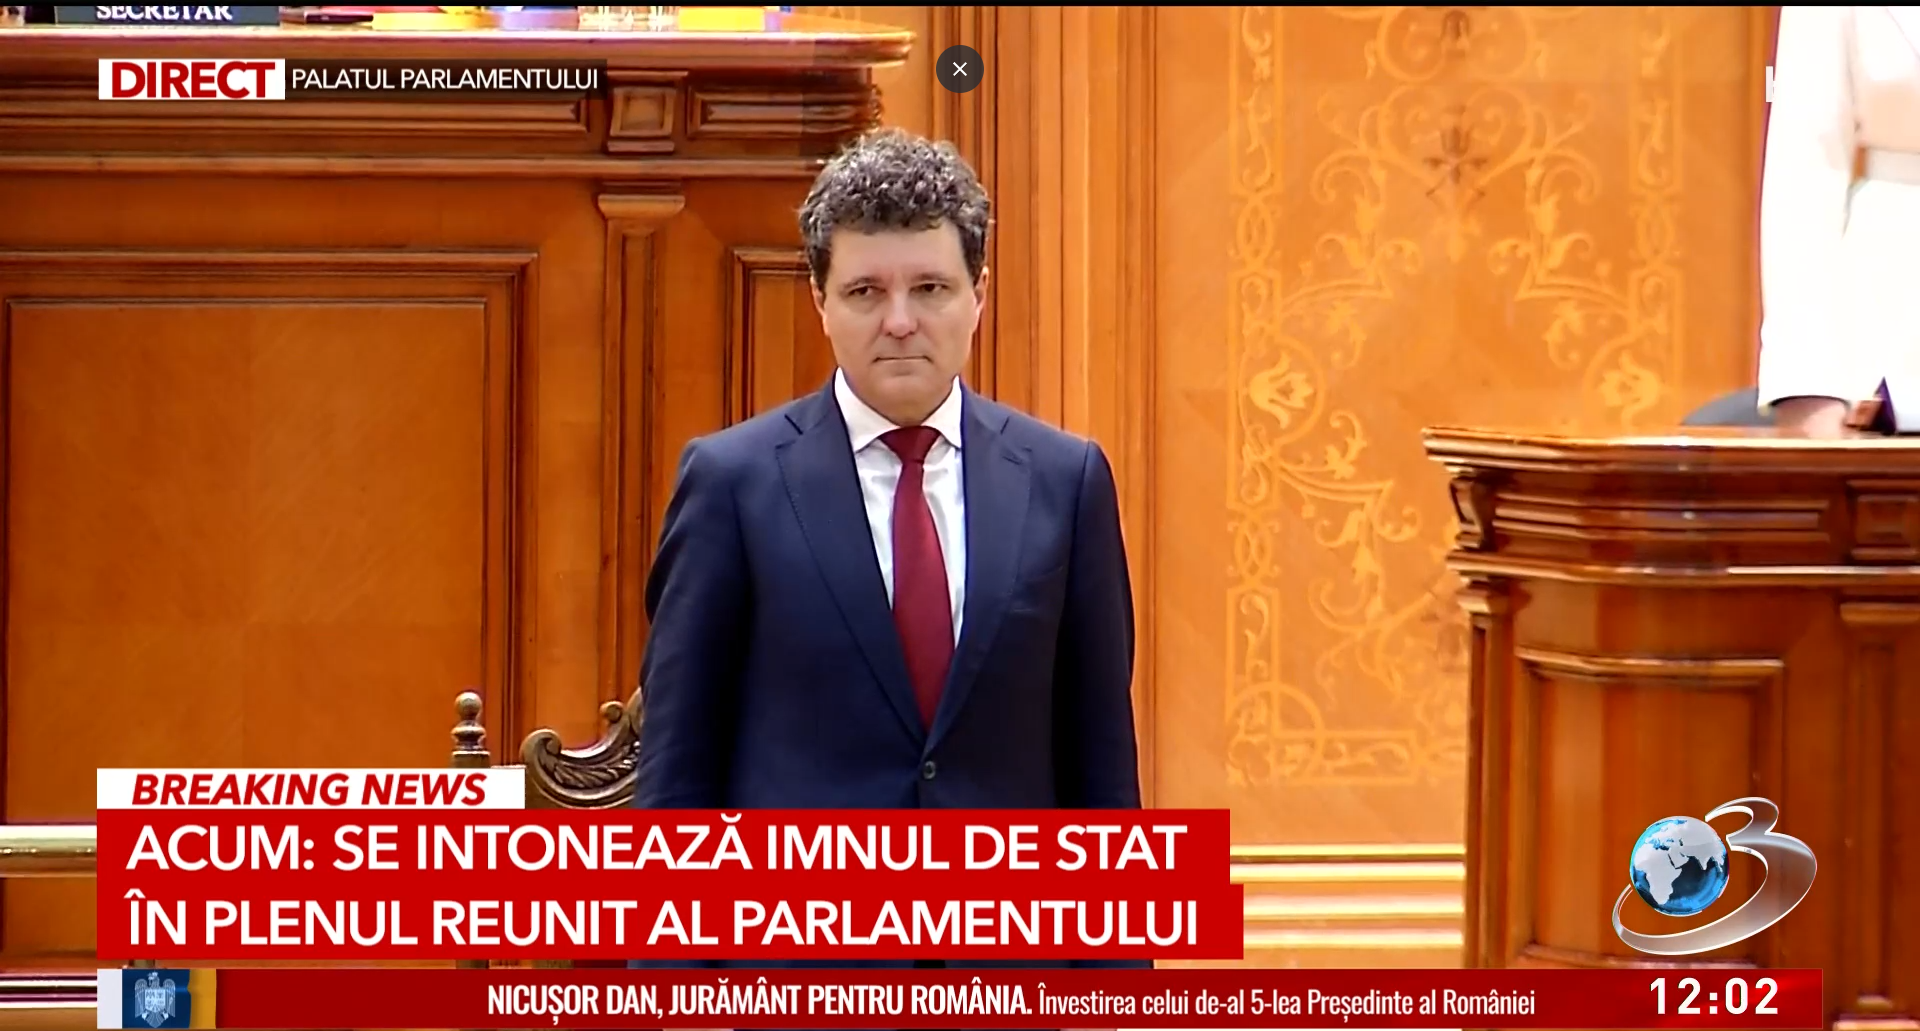 SECRETAR
DIRECT PALATUL PARLAMENTULUI
BREAKING NEWS
ACUM: SE INTONEAZĂ IMNUL DE STAT
ÎN PLENUL REUNIT AL PARLAMENTULUI
3
NICUȘOR DAN, JURĂMÂNT PENTRU ROMÂNIA. Învestirea celui de-al 5-lea Președinte al României
12:02